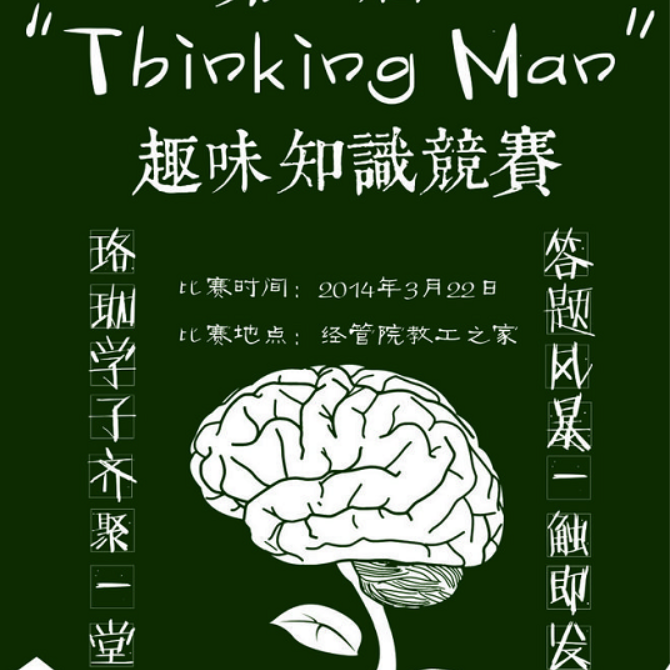 “Thinking Man”
趣味知識競賽
珞珈学子齐聚一堂
比赛时间：2014年3月22日
比赛地点：经管院教工之家
答题风暴一触即发